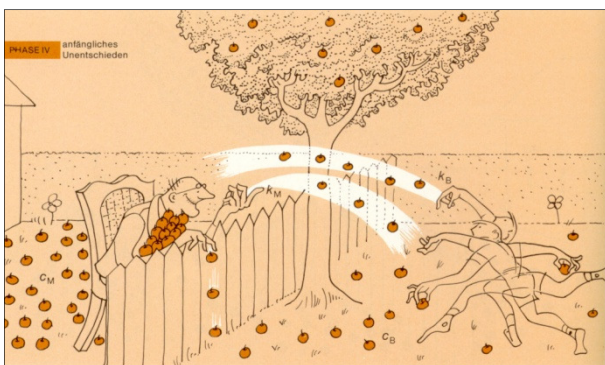 PHASE IV
anfängliches
Unentschieden
k_B
k_M
c_M
c_B